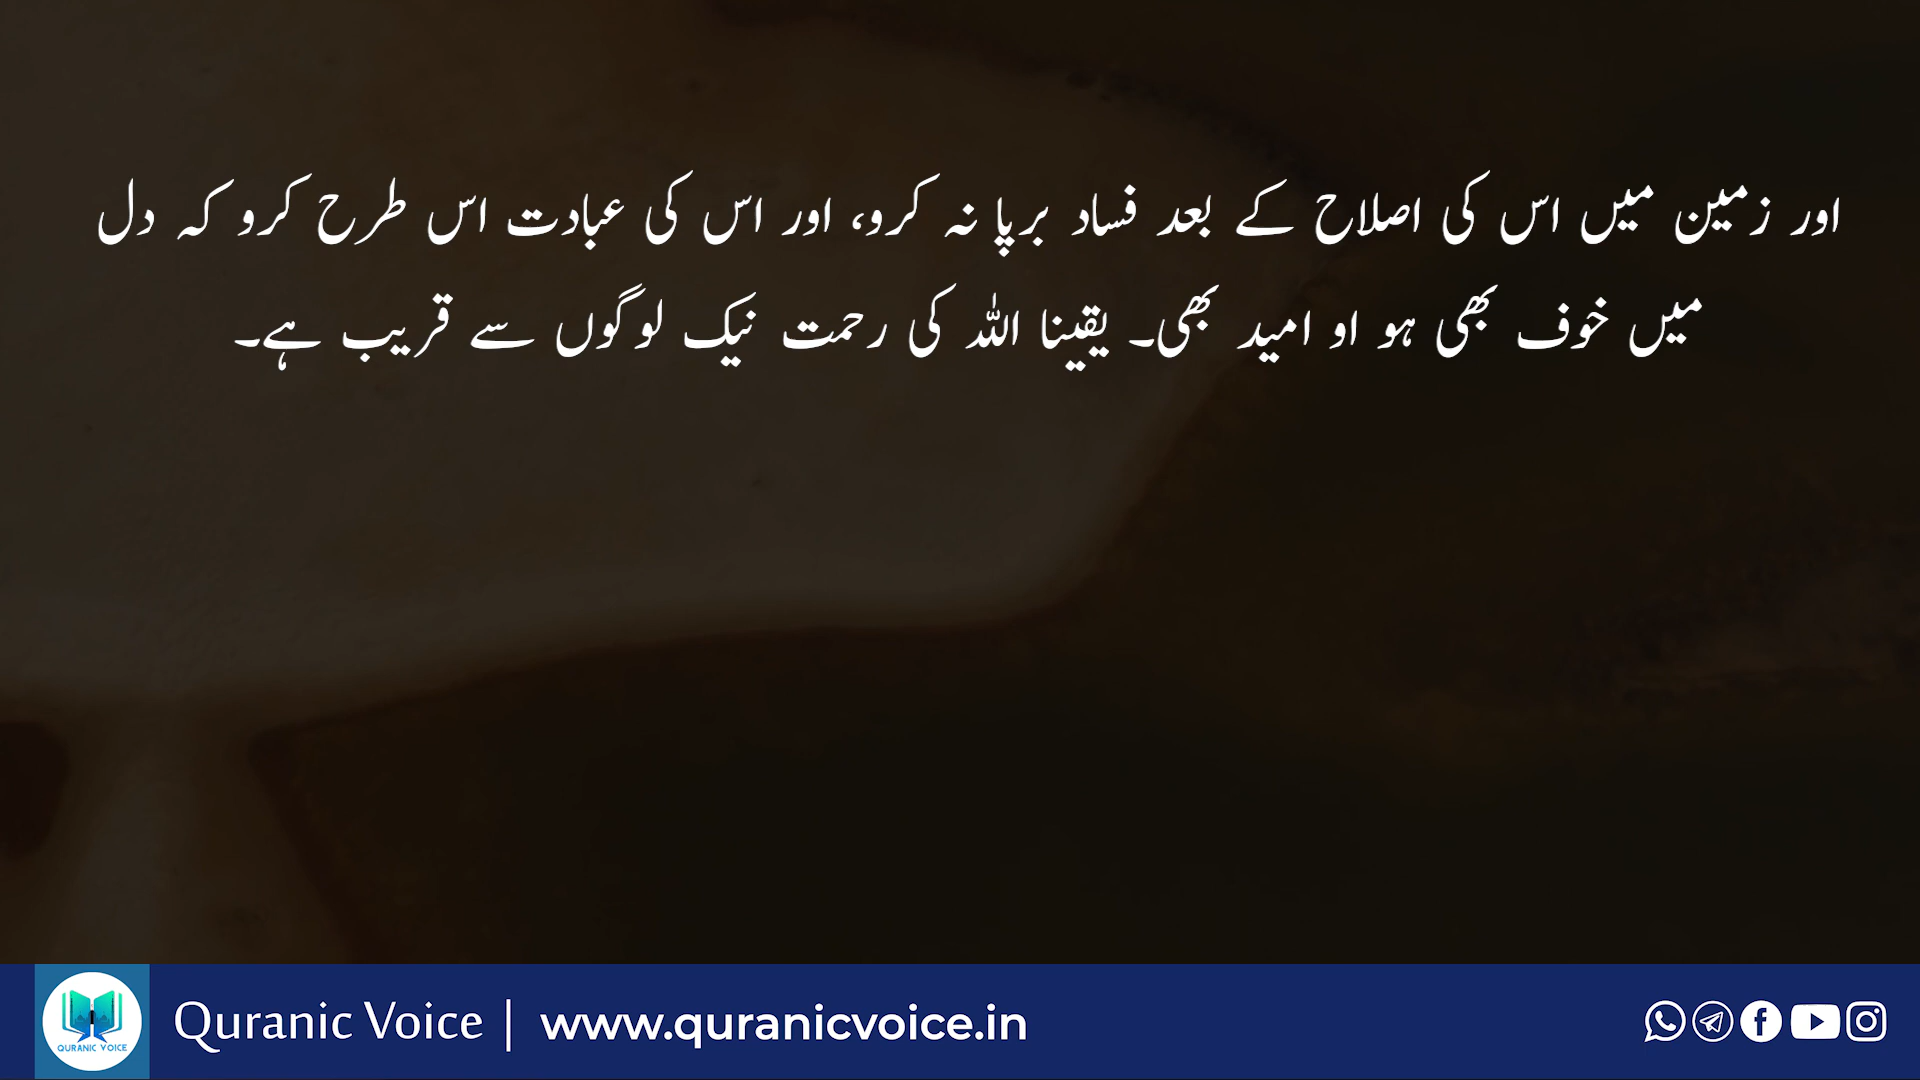 اور زمین میں اس کی اصلاح کے بعد فساد برپا نہ کرو، اور اس کی عبادت اس طرح کرو کہ دل
میں خوف بھی ہو او امید بھی۔ یقینا اللہ کی رحمت نیک لوگوں سے قریب ہے۔
QURANIC VOICE
Quranic Voice | www.quranicvoice.in